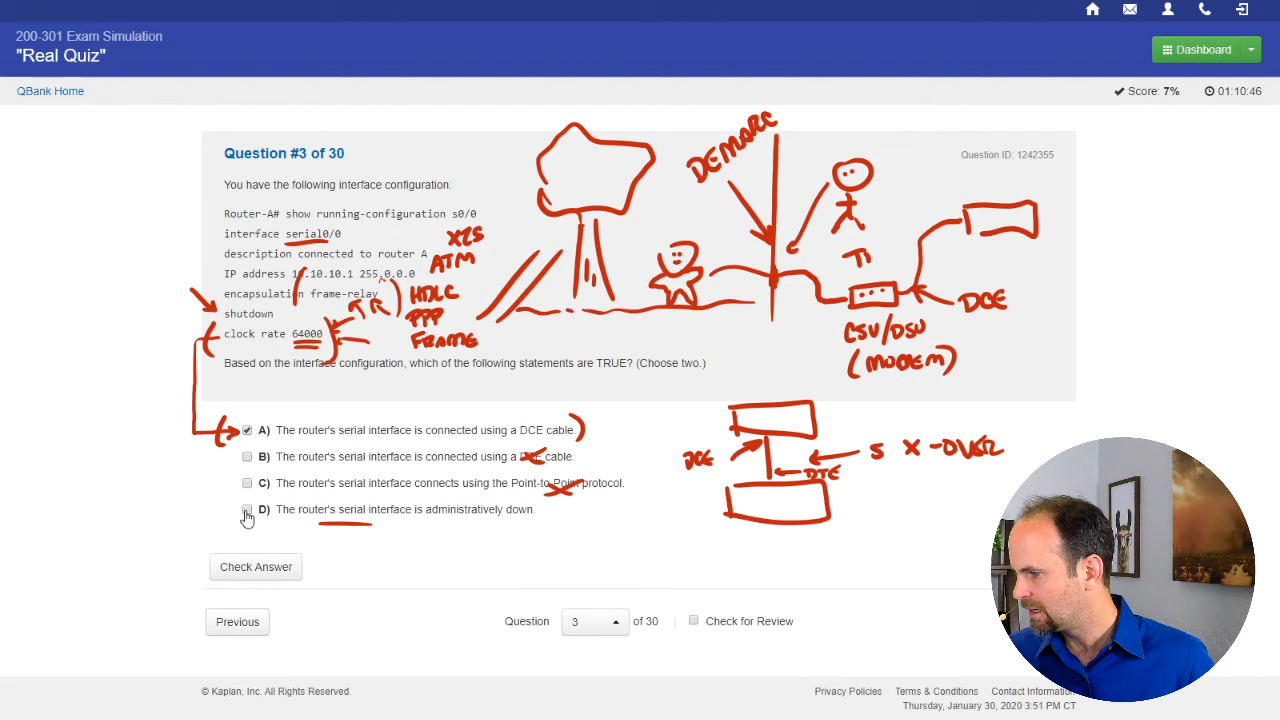 200-301 Exam Simulation
"Real Quiz"
Dashboard
QBank Home
Score: 7%
01:10:46
Question #3 of 30
Question ID: 1242355
You have the following interface configuration:
Router-A# show running-configuration s0/0
interface serial0/0
description connected to router A
IP address 10.10.10.1 255.0.0.0
encapsulation frame-relay
shutdown
clock rate 64000
X25
ATM
HDLC
PPP
FRAME
DEMARC
T1
DCE
CSU/DSU
(MODEM)
Based on the interface configuration, which of the following statements are TRUE? (Choose two.)
A) The router's serial interface is connected using a DCE cable.
B) The router's serial interface is connected using a DTE cable.
C) The router's serial interface connects using the Point-to-Point protocol.
D) The router's serial interface is administratively down.
DCE
DTE
S X-OVER
Check Answer
Previous
Question 3 of 30
Check for Review
© Kaplan, Inc. All Rights Reserved.
Privacy Policies
Terms & Conditions
Contact Information
Thursday, January 30, 2020 3:51 PM CT